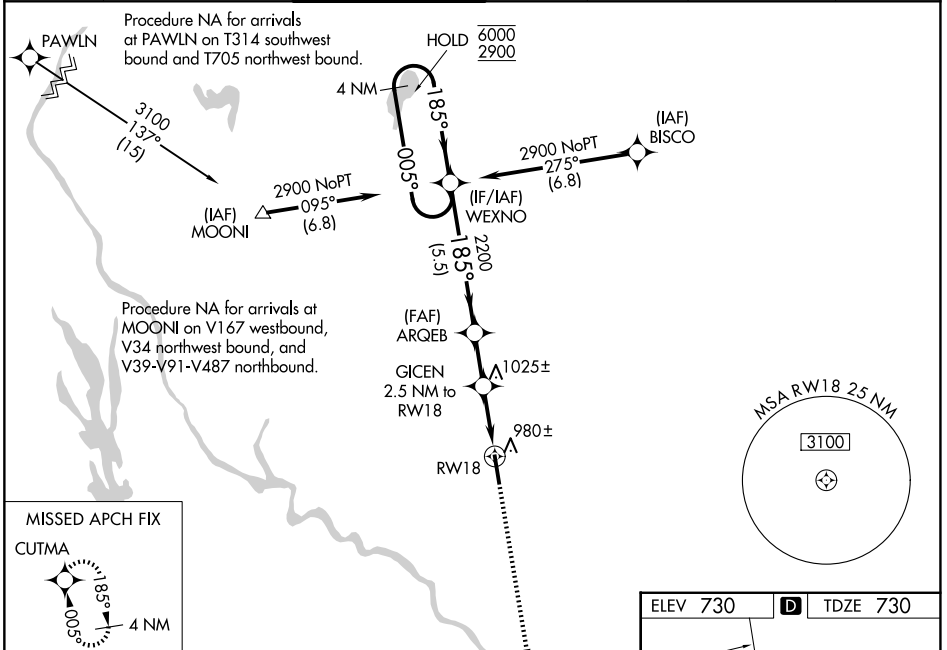 Procedure NA for arrivals
at PAWLN on T314 southwest
bound and T705 northwest bound.
PAWLN
3100
137°
(15)
HOLD
6000
2900
4 NM
185°
005°
(IAF)
BISCO
2900 NoPT
275°
(6.8)
2900 NoPT
095°
(6.8)
(IAF)
MOONI
(IF/IAF)
WEXNO
2200
185°
(5.5)
Procedure NA for arrivals at
MOONI on V167 westbound,
V34 northwest bound, and
V39-V91-V487 northbound.
(FAF)
ARQEB
GICEN
2.5 NM to
RW18
1025±
980±
RW18
MSA RW18 25 NM
3100
MISSED APCH FIX
CUTMA
185°
005°
4 NM
ELEV 730
D
TDZE 730